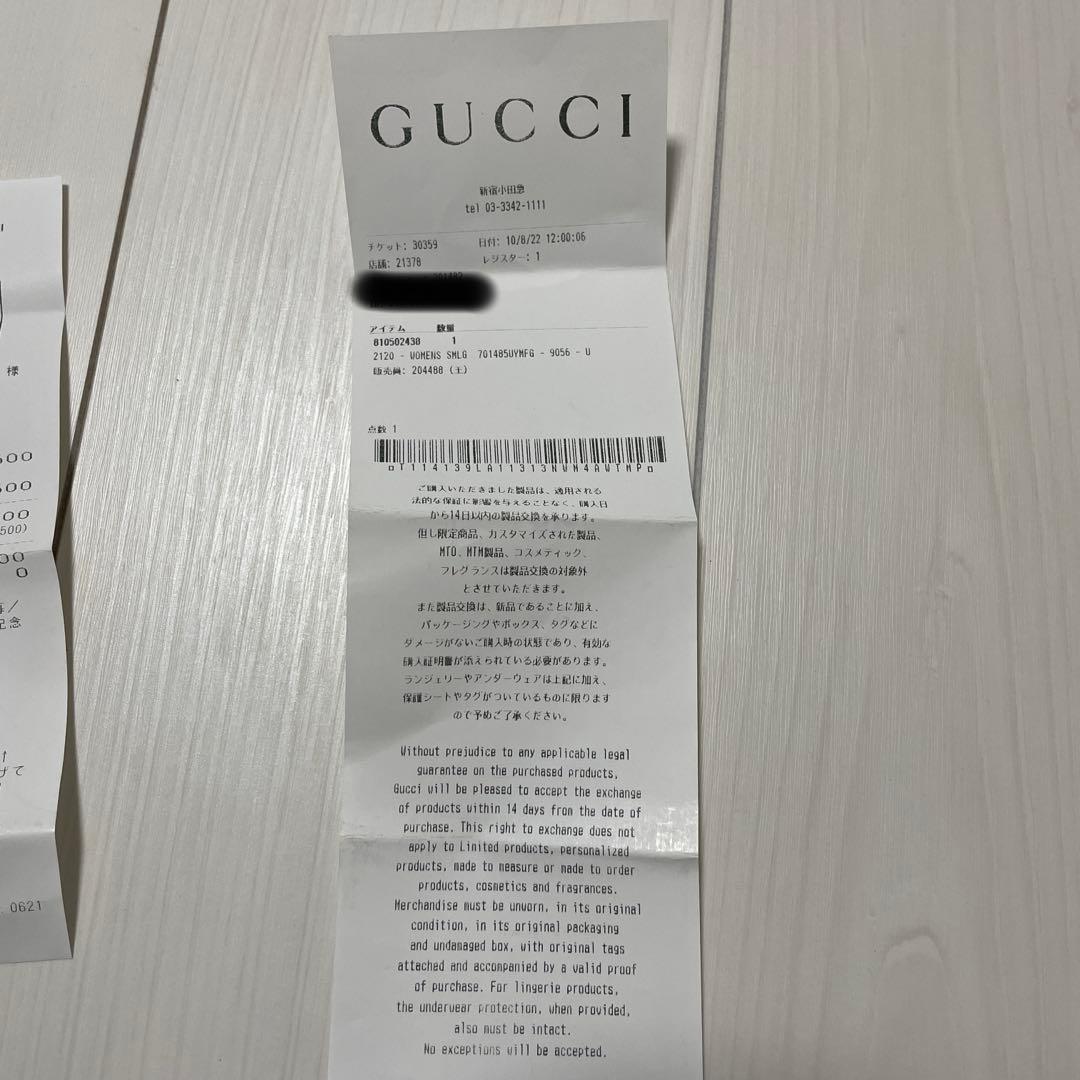 GUCCI
新宿小田急
tel 03-3342-1111
チケット: 30359 日付: 10/8/22 12:00:06
店舗: 21378 レジスター: 1
アイテム 数量
810502430 1
2120 - WOMENS SMLG 701485UYMFG - 9056 - U
販売員: 204480 (土)
点数 1
T114139LA11313NWN4AWTMP
ご購入いただきました製品は、適用される
法的な保証に影響を与えることなく、購入日
から14日以内の製品交換を承ります。
但し限定商品、カスタマイズされた製品、
MTO、MTM製品、コスメティック、
フレグランスは製品交換の対象外
とさせていただきます。
また製品交換は、新品であることに加え、
パッケージングやボックス、タグなどに
ダメージがないご購入時の状態であり、有効な
購入証明書が添えられている必要があります。
ランジェリーやアンダーウェアは上記に加え、
保護シートやタグがついているものに限ります
ので予めご了承ください。
Without prejudice to any applicable legal
guarantee on the purchased products,
Gucci will be pleased to accept the exchange
of products within 14 days from the date of
purchase. This right to exchange does not
apply to Limited products, personalized
products, made to measure or made to order
products, cosmetics and fragrances.
Merchandise must be unworn, in its original
condition, in its original packaging
and undamaged box, with original tags
attached and accompanied by a valid proof
of purchase. For lingerie products,
the underwear protection, when provided,
also must be intact.
No exceptions will be accepted.
様
500)
0
記念
0621